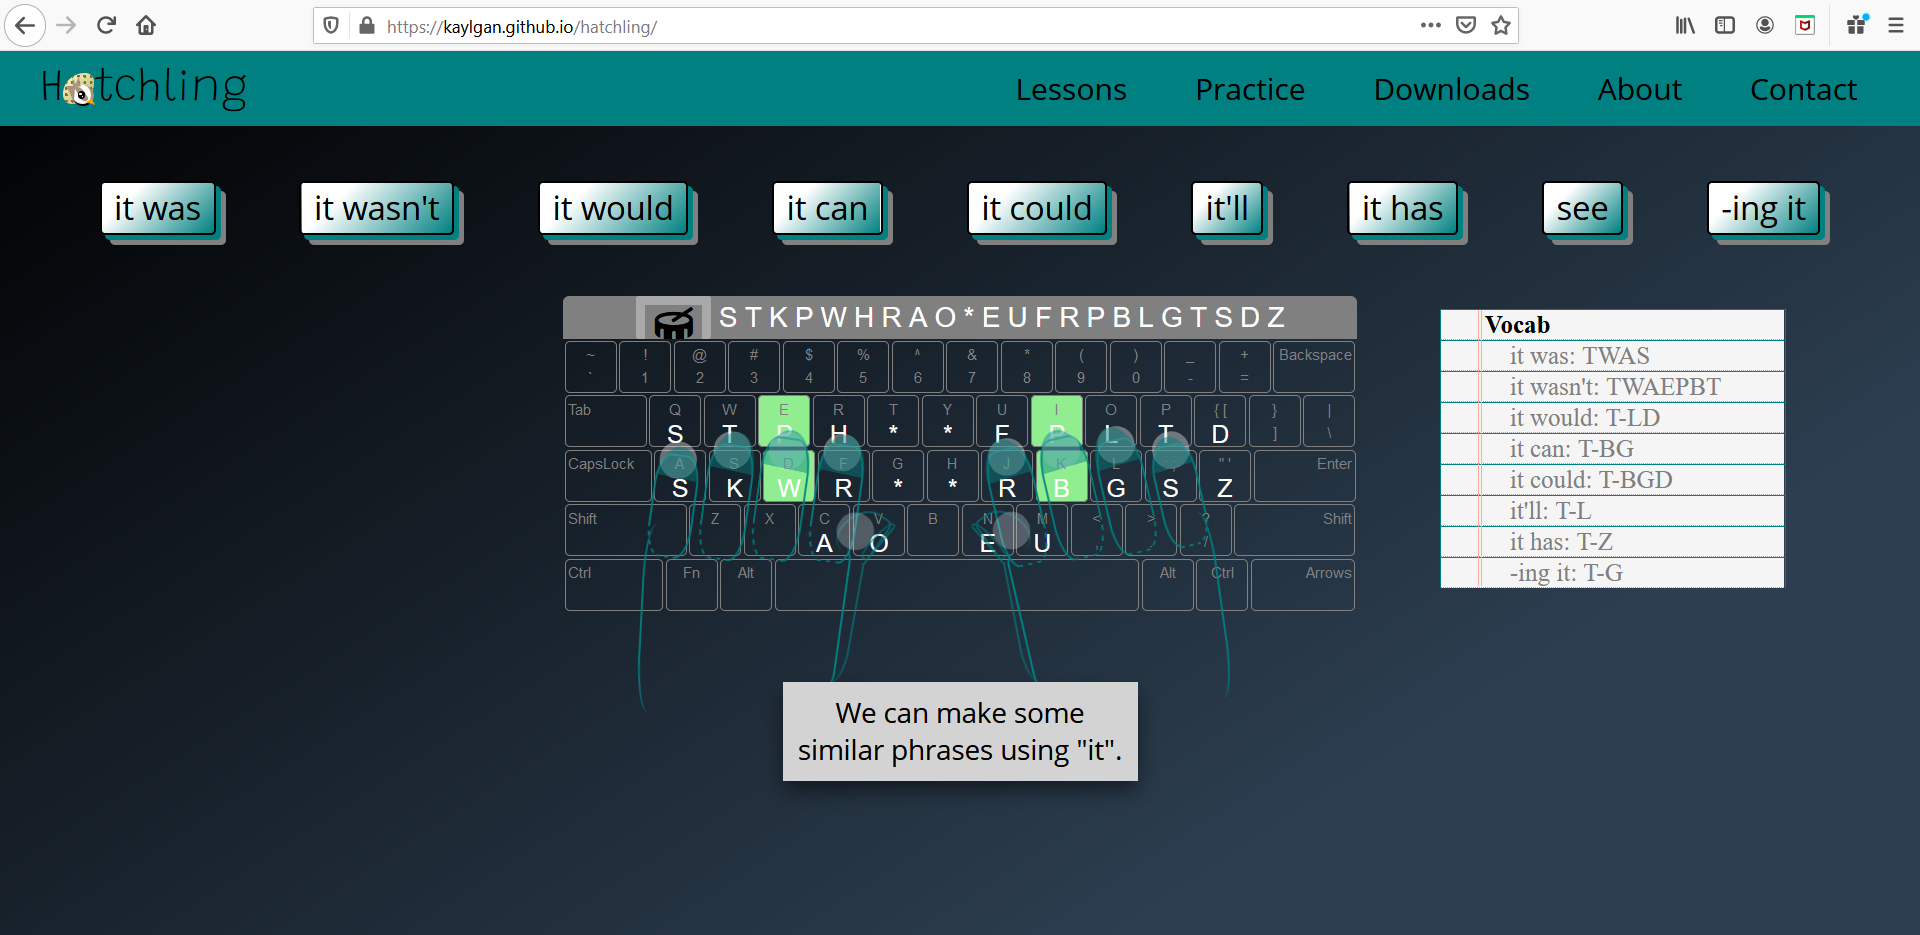 https://kaylgan.github.io/hatchling/
Hatchling
Lessons Practice Downloads About Contact
it was it wasn't it would it can it could it'll it has see -ing it
STKPWHRAO*EUFRPBLGTSDZ
~ ! @ # $ % ^ & * ( ) _ + Backspace
` 1 2 3 4 5 6 7 8 9 0 - =
Tab Q W E R T Y U I O P { [ } |
S T P H * * F P L T D ] \
CapsLock A S D F G H J K L : ; " ' Enter
S K W R * * R B G S Z
Shift Z X C V B N M < > ? Shift
A O E U , . /
Ctrl Fn Alt Alt Ctrl Arrows
Vocab
it was: TWAS
it wasn't: TWAEPBT
it would: T-LD
it can: T-BG
it could: T-BGD
it'll: T-L
it has: T-Z
-ing it: T-G
We can make some
similar phrases using "it".